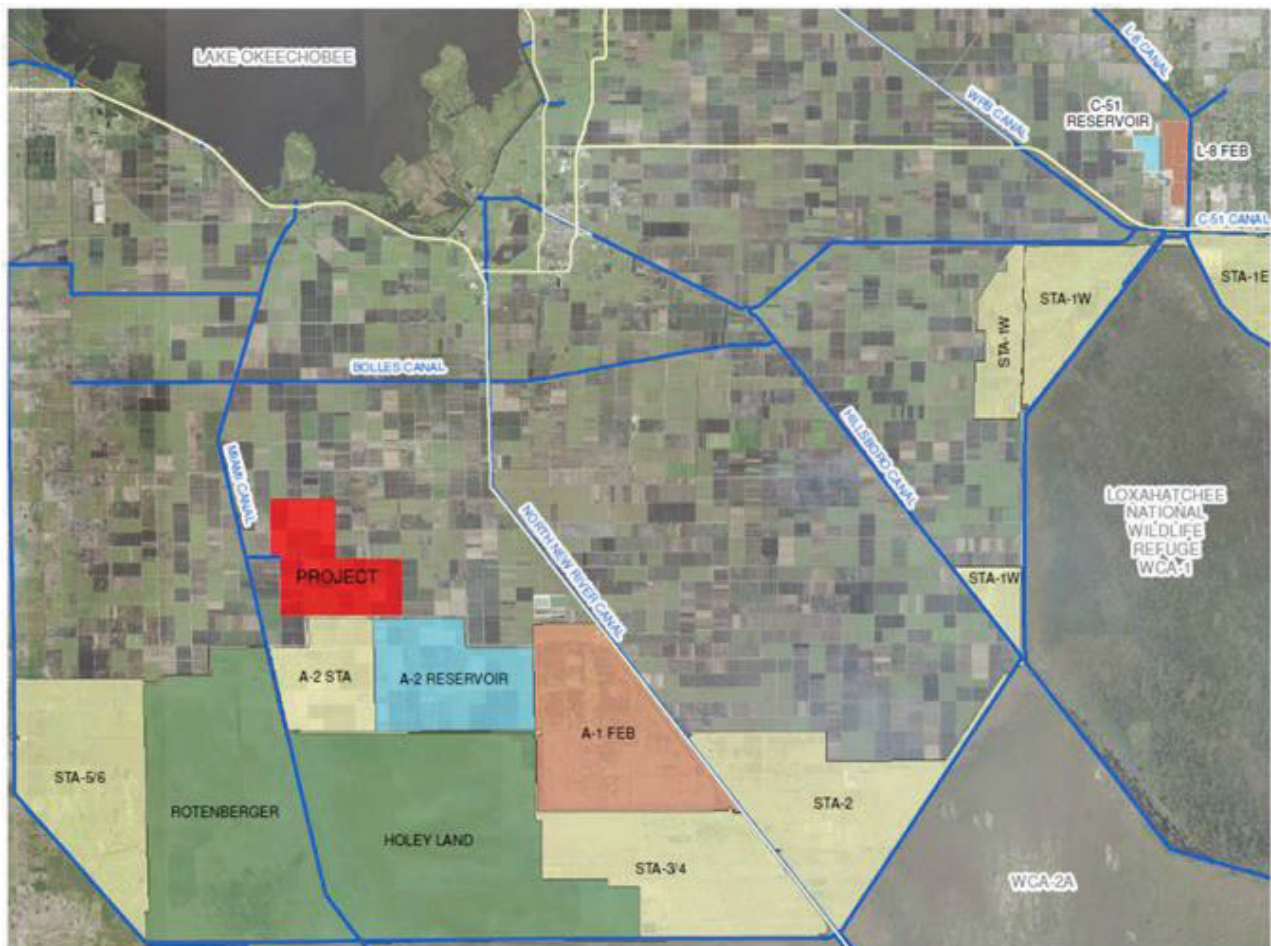 LAKE OKEECHOBEE
L-8 CANAL
WPB CANAL
C-51
RESERVOIR
L-8 FEB
C-51 CANAL
STA-1E
STA-1W
STA-1W
BOLLES CANAL
MIAMI CANAL
HILLSBORO CANAL
LOXAHATCHEE
NATIONAL
WILDLIFE
REFUGE
WCA-1
NORTH NEW RIVER CANAL
PROJECT
STA-1W
A-2 STA
A-2 RESERVOIR
A-1 FEB
STA-5/6
ROTENBERGER
HOLEY LAND
STA-2
STA-3/4
WCA-2A